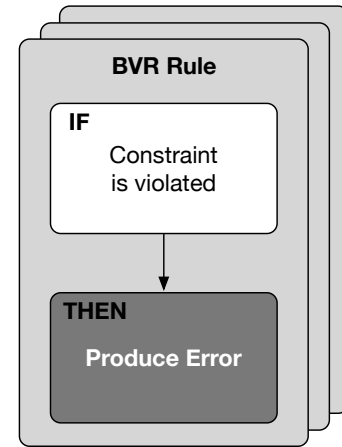 BVR Rule
IF
Constraint
is violated
THEN
Produce Error